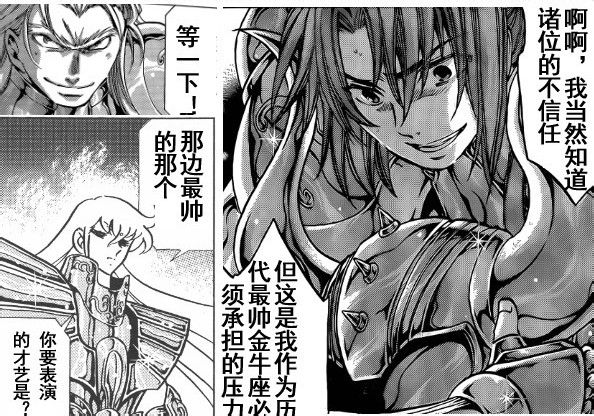 等一下！
那边最帅
的那个
你要表演
的才艺是？
啊啊，我当然知道
诸位的不信任
但这是我作为历
代最帅金牛座必
须承担的压力